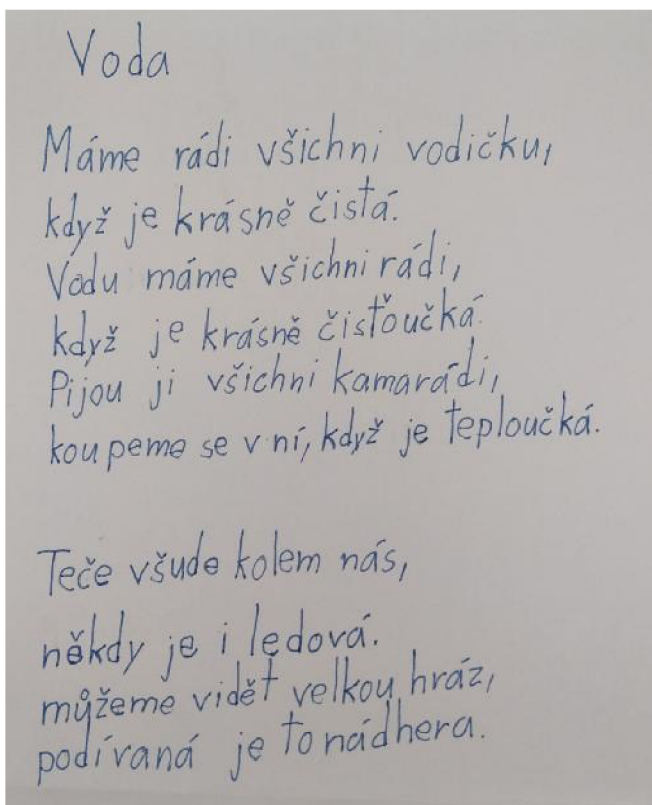 Voda
Máme rádi všichni vodičku,
když je krásně čistá.
Vodu máme všichni rádi,
když je krásně čisťoučká.
Pijou ji všichni kamarádi,
koupeme se v ní, když je teploučká.
Teče všude kolem nás,
někdy je i ledová.
můžeme vidět velkou hráz,
podívaná je to nádhera.